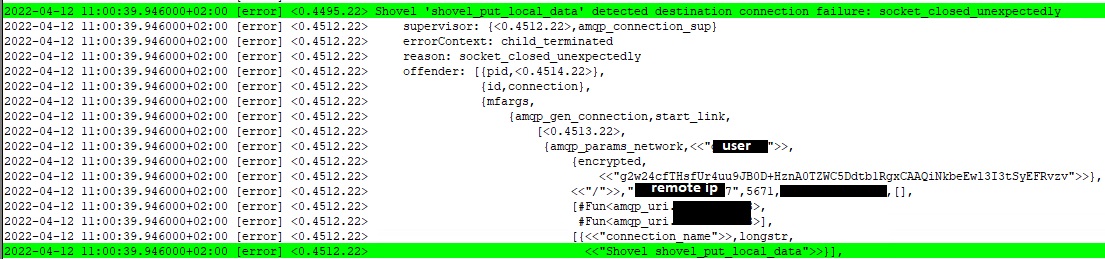 2022-04-12 11:00:39.946000+02:00 [error] <0.4495.22> Shovel 'shovel_put_local_data' detected destination connection failure: socket_closed_unexpectedly
2022-04-12 11:00:39.946000+02:00 [error] <0.4512.22>     supervisor: {<0.4512.22>,amqp_connection_sup}
2022-04-12 11:00:39.946000+02:00 [error] <0.4512.22>     errorContext: child_terminated
2022-04-12 11:00:39.946000+02:00 [error] <0.4512.22>     reason: socket_closed_unexpectedly
2022-04-12 11:00:39.946000+02:00 [error] <0.4512.22>     offender: [{pid,<0.4514.22>},
2022-04-12 11:00:39.946000+02:00 [error] <0.4512.22>                {id,connection},
2022-04-12 11:00:39.946000+02:00 [error] <0.4512.22>                {mfargs,
2022-04-12 11:00:39.946000+02:00 [error] <0.4512.22>                    {amqp_gen_connection,start_link,
2022-04-12 11:00:39.946000+02:00 [error] <0.4512.22>                        [<0.4513.22>,
2022-04-12 11:00:39.946000+02:00 [error] <0.4512.22>                         {amqp_params_network,<<"user">>,
2022-04-12 11:00:39.946000+02:00 [error] <0.4512.22>                             {encrypted,
2022-04-12 11:00:39.946000+02:00 [error] <0.4512.22>                                 <<"g2w24cfTHsfUr4uu9JB0D+HznA0TZWC5Ddtb1RgxCAAQiNkbeEwl3I3tSyEFRvzv">>},
2022-04-12 11:00:39.946000+02:00 [error] <0.4512.22>                             <<"/">>,"remote ip7",5671,,[],
2022-04-12 11:00:39.946000+02:00 [error] <0.4512.22>                             [#Fun<amqp_uri.>,
2022-04-12 11:00:39.946000+02:00 [error] <0.4512.22>                              #Fun<amqp_uri.>],
2022-04-12 11:00:39.946000+02:00 [error] <0.4512.22>                             [{<<"connection_name">>,longstr,
2022-04-12 11:00:39.946000+02:00 [error] <0.4512.22>                               <<"Shovel shovel_put_local_data">>}],